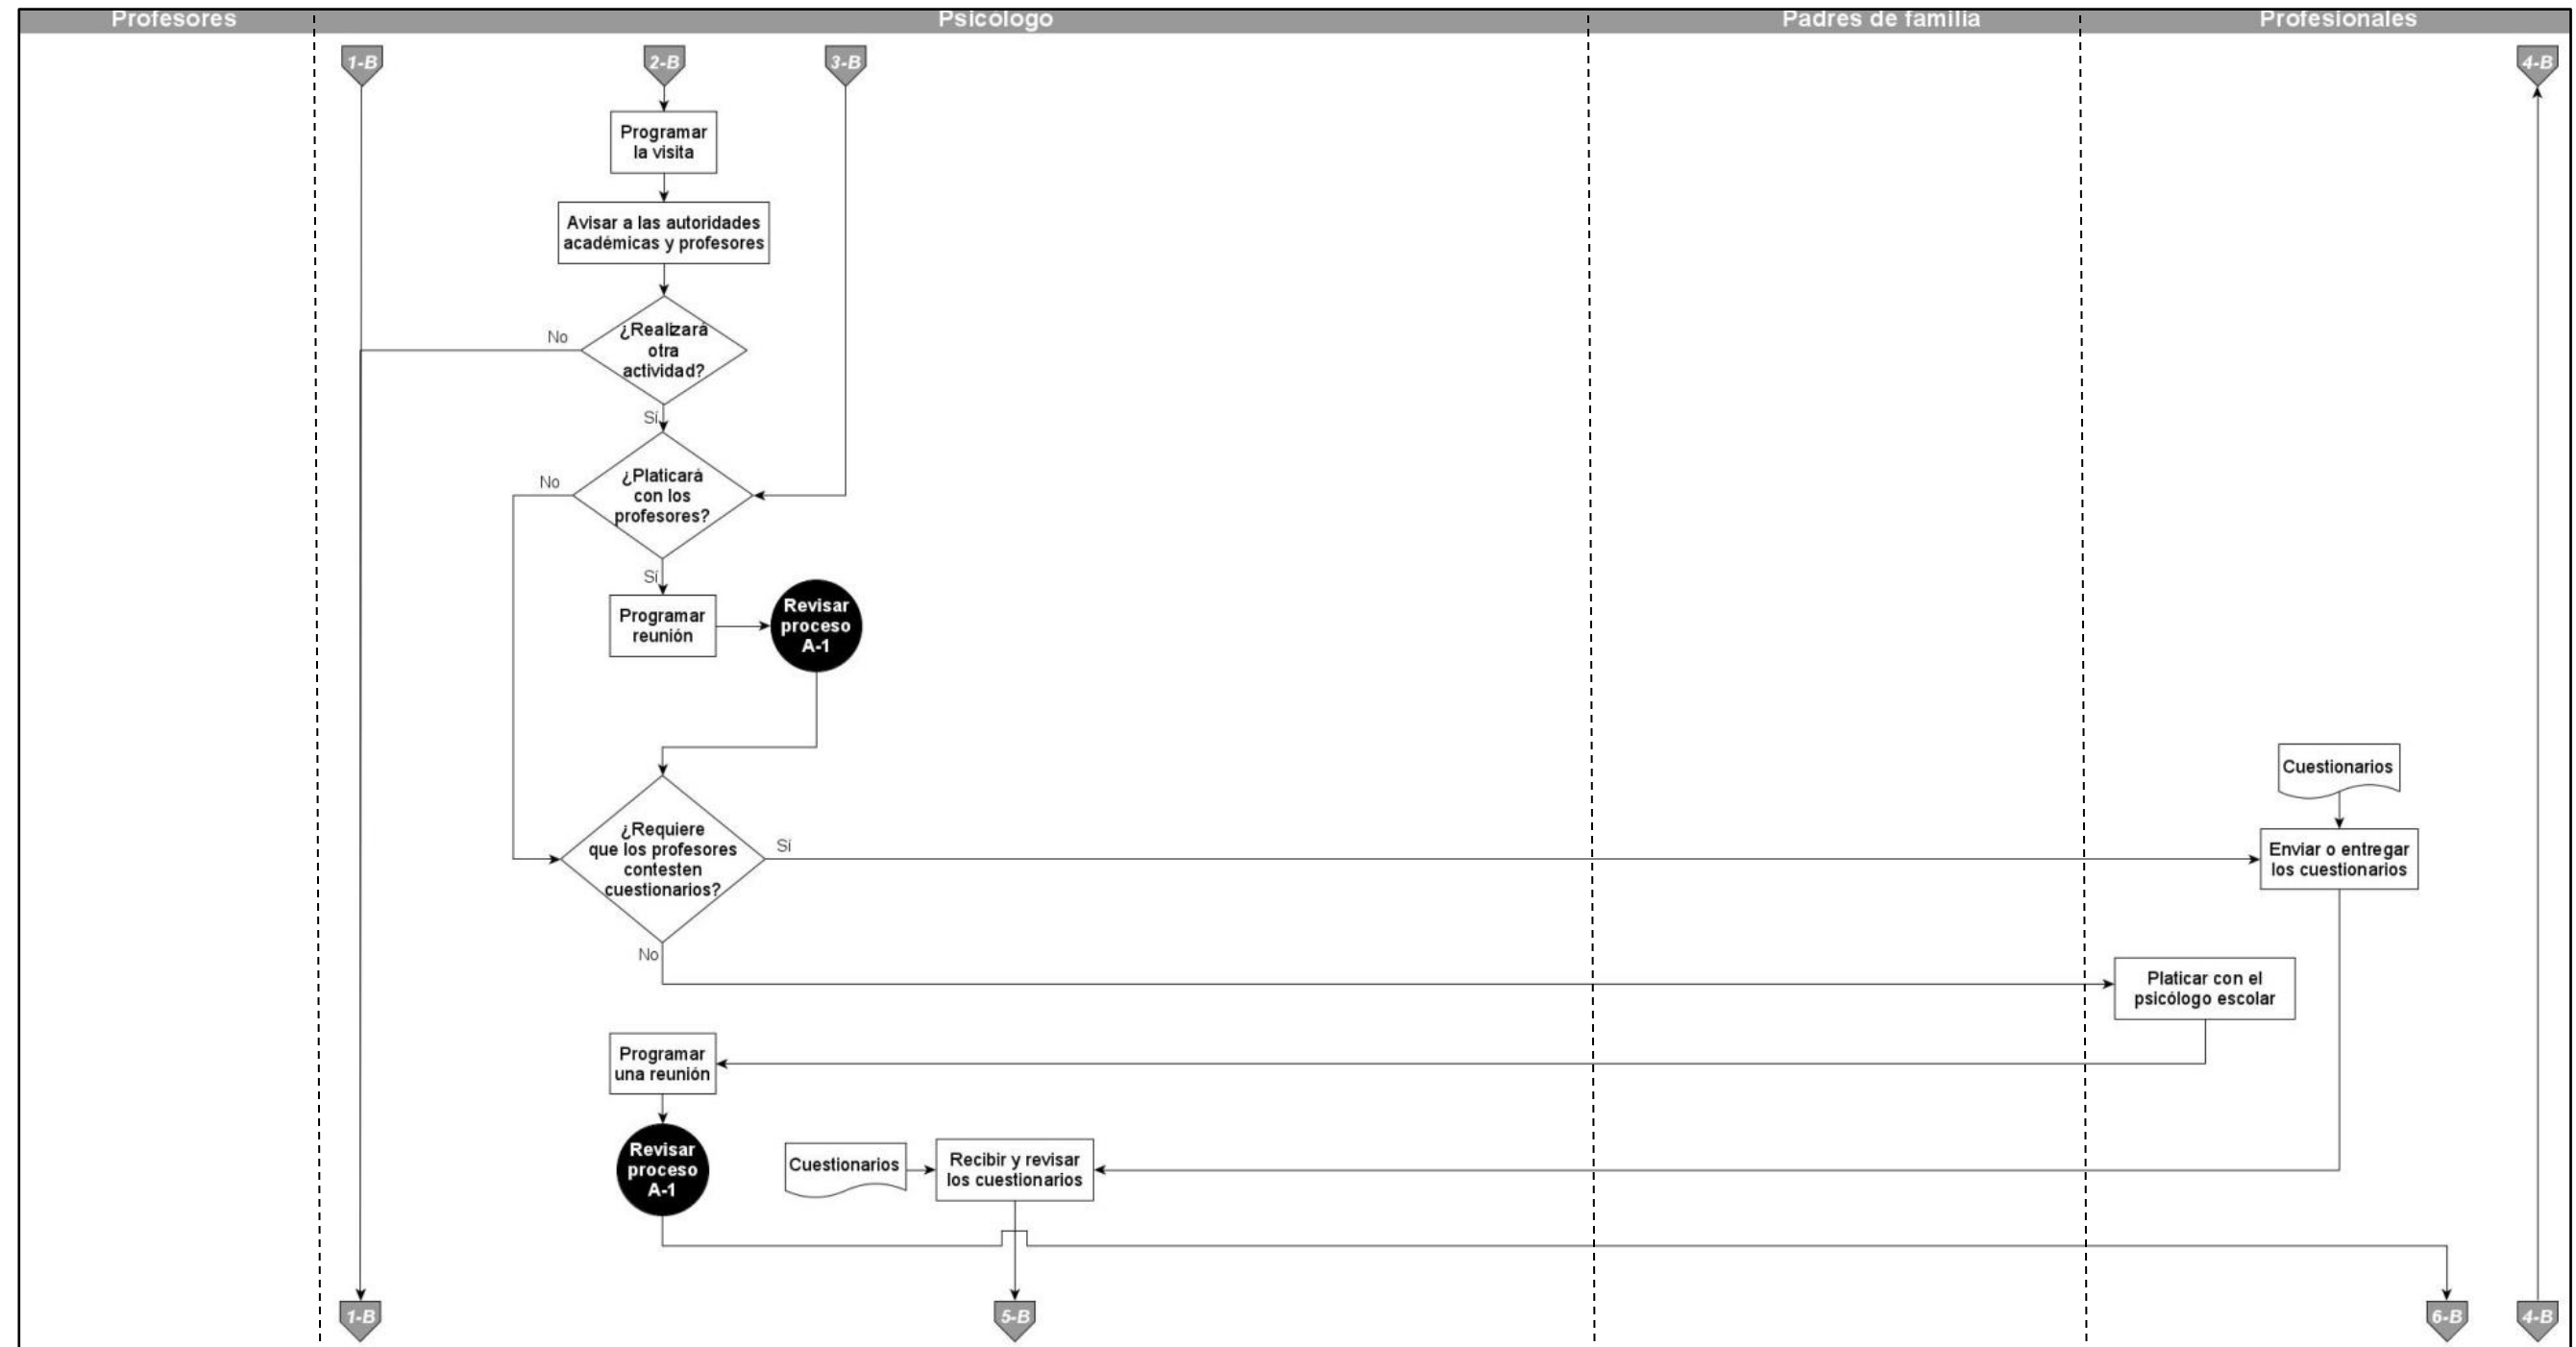 Profesores
Psicólogo
Padres de familia
Profesionales
1-B
2-B
3-B
4-B
Programar
la visita
Avisar a las autoridades
académicas y profesores
¿Realizará
otra
actividad?
No
Sí
¿Platicará
con los
profesores?
No
Sí
Programar
reunión
Revisar
proceso
A-1
Cuestionarios
¿Requiere
que los profesores
contesten
cuestionarios?
Sí
No
Enviar o entregar
los cuestionarios
Platicar con el
psicólogo escolar
Programar
una reunión
Revisar
proceso
A-1
Cuestionarios
Recibir y revisar
los cuestionarios
1-B
5-B
6-B
4-B